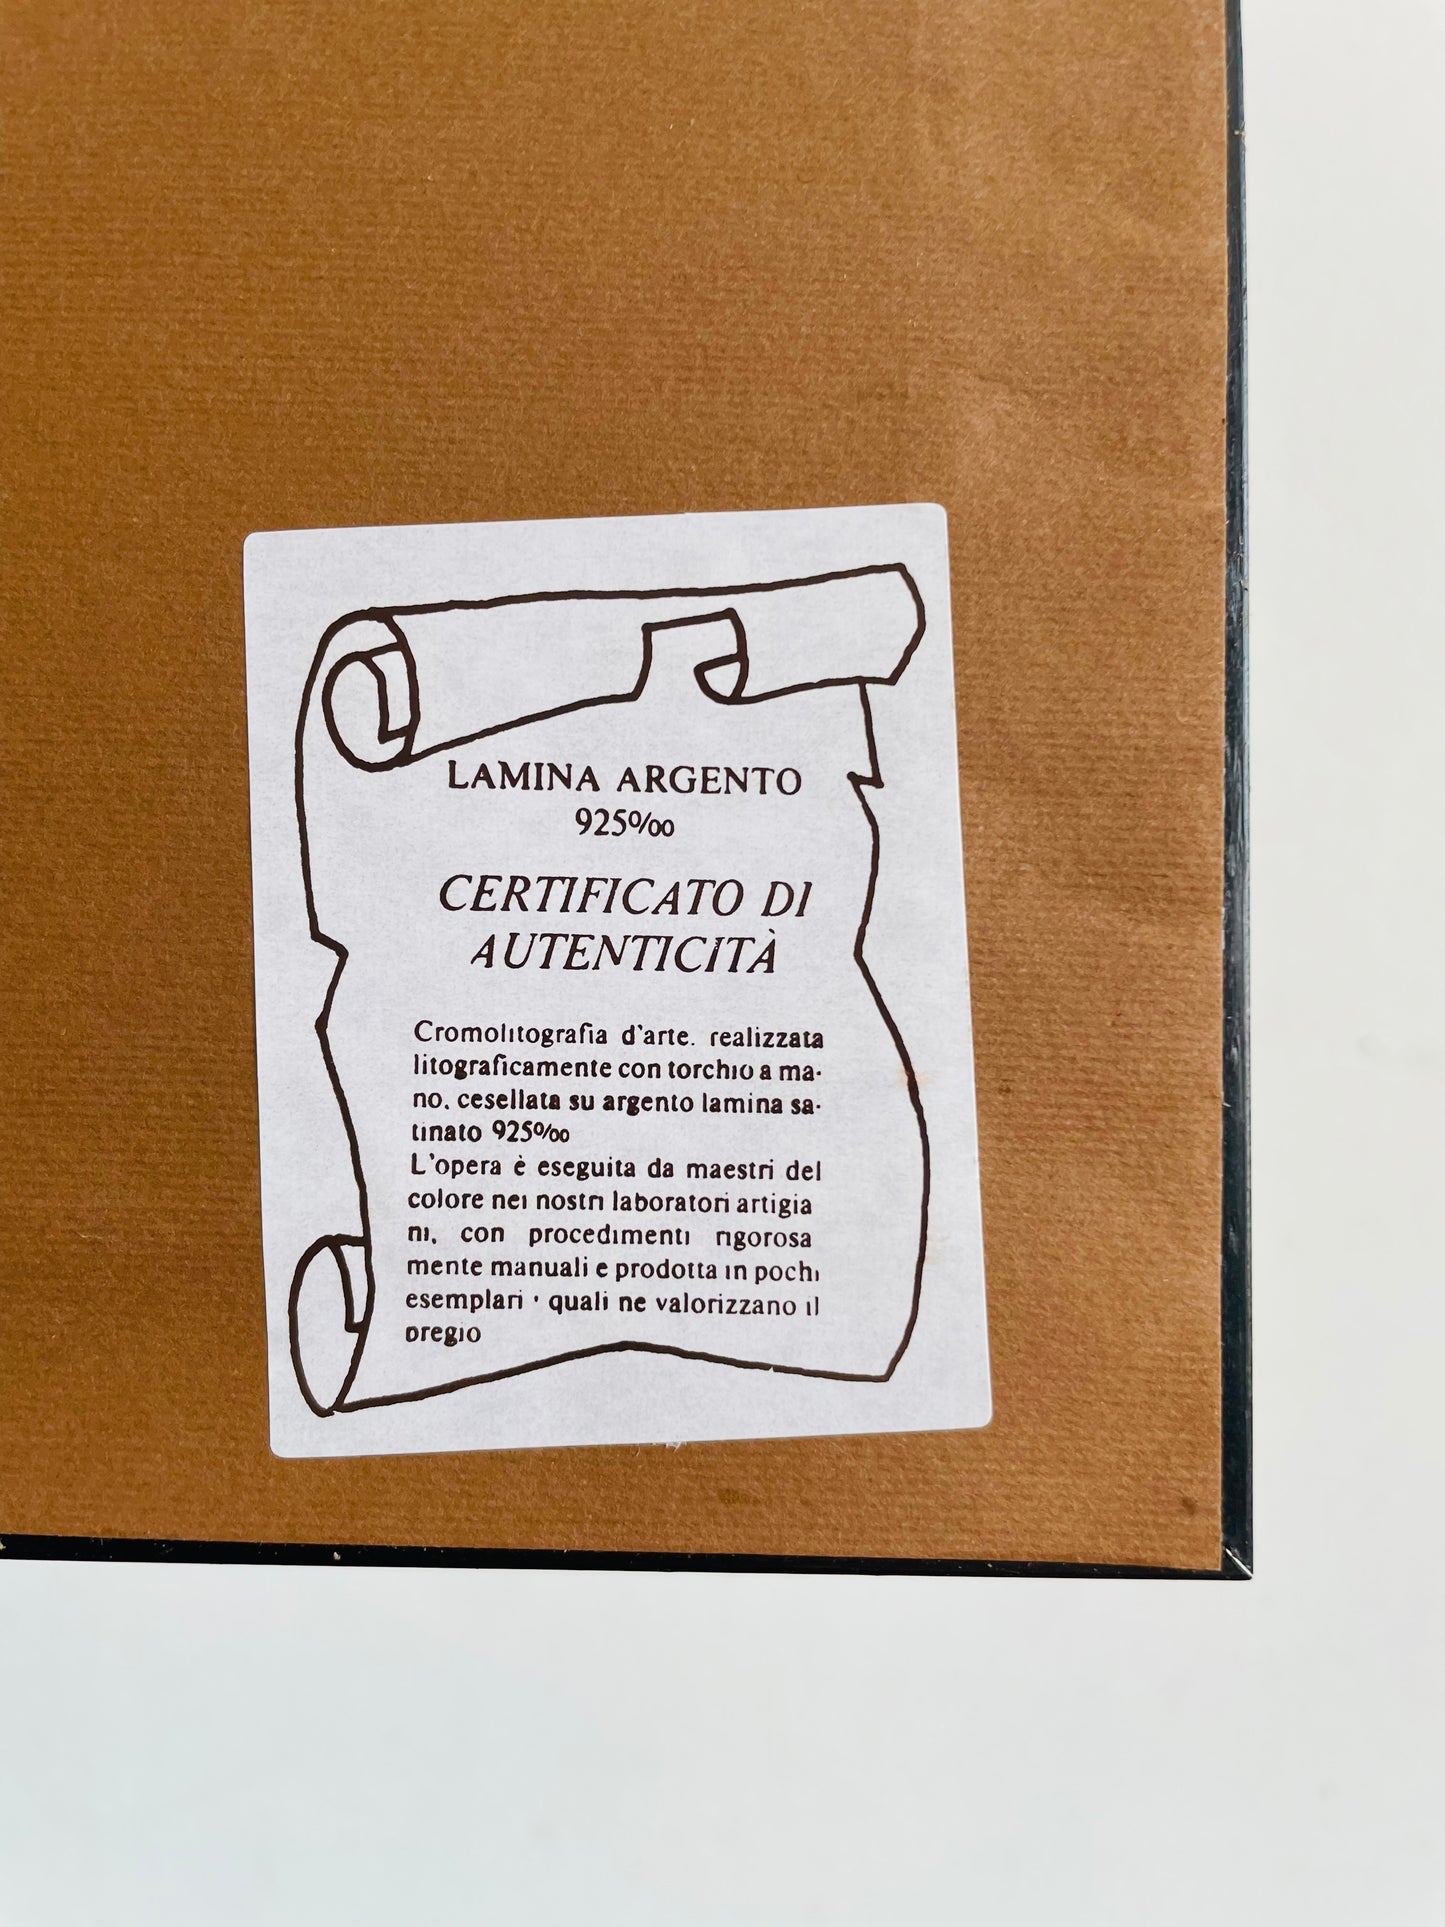 LAMINA ARGENTO
925‰
CERTIFICATO DI
AUTENTICITÀ
Cromolitografia d'arte. realizzata
litograficamente con torchio a ma-
no. cesellata su argento lamina sa-
tinato 925‰
L'opera è eseguita da maestri del
colore nei nostri laboratori artigia
ni, con procedimenti rigorosa
mente manuali e prodotta in pochi
esemplari · quali ne valorizzano il
pregio